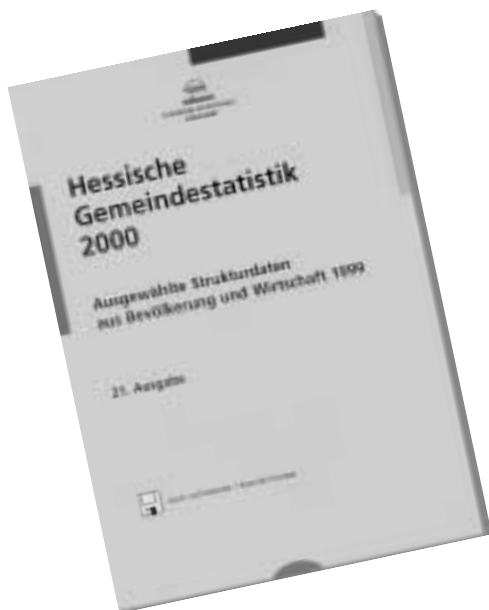 Hessische
Gemeindestatistik
2000
Ausgewählte Strukturdaten
aus Bevölkerung und Wirtschaft 1999
21. Ausgabe